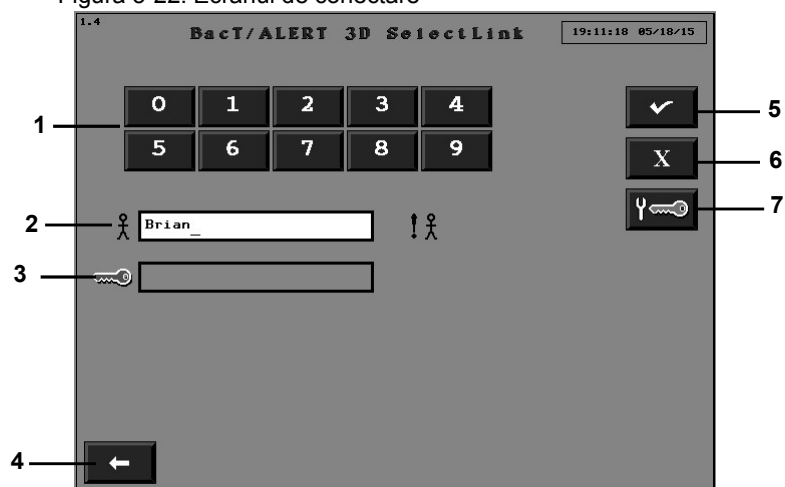 Figura 3-22: Ecranul de conectare
1.4
BacT/ALERT 3D SelectLink
19:11:18 05/18/15
0 1 2 3 4
5 6 7 8 9
X
Brian_
!
1
2
3
4
5
6
7